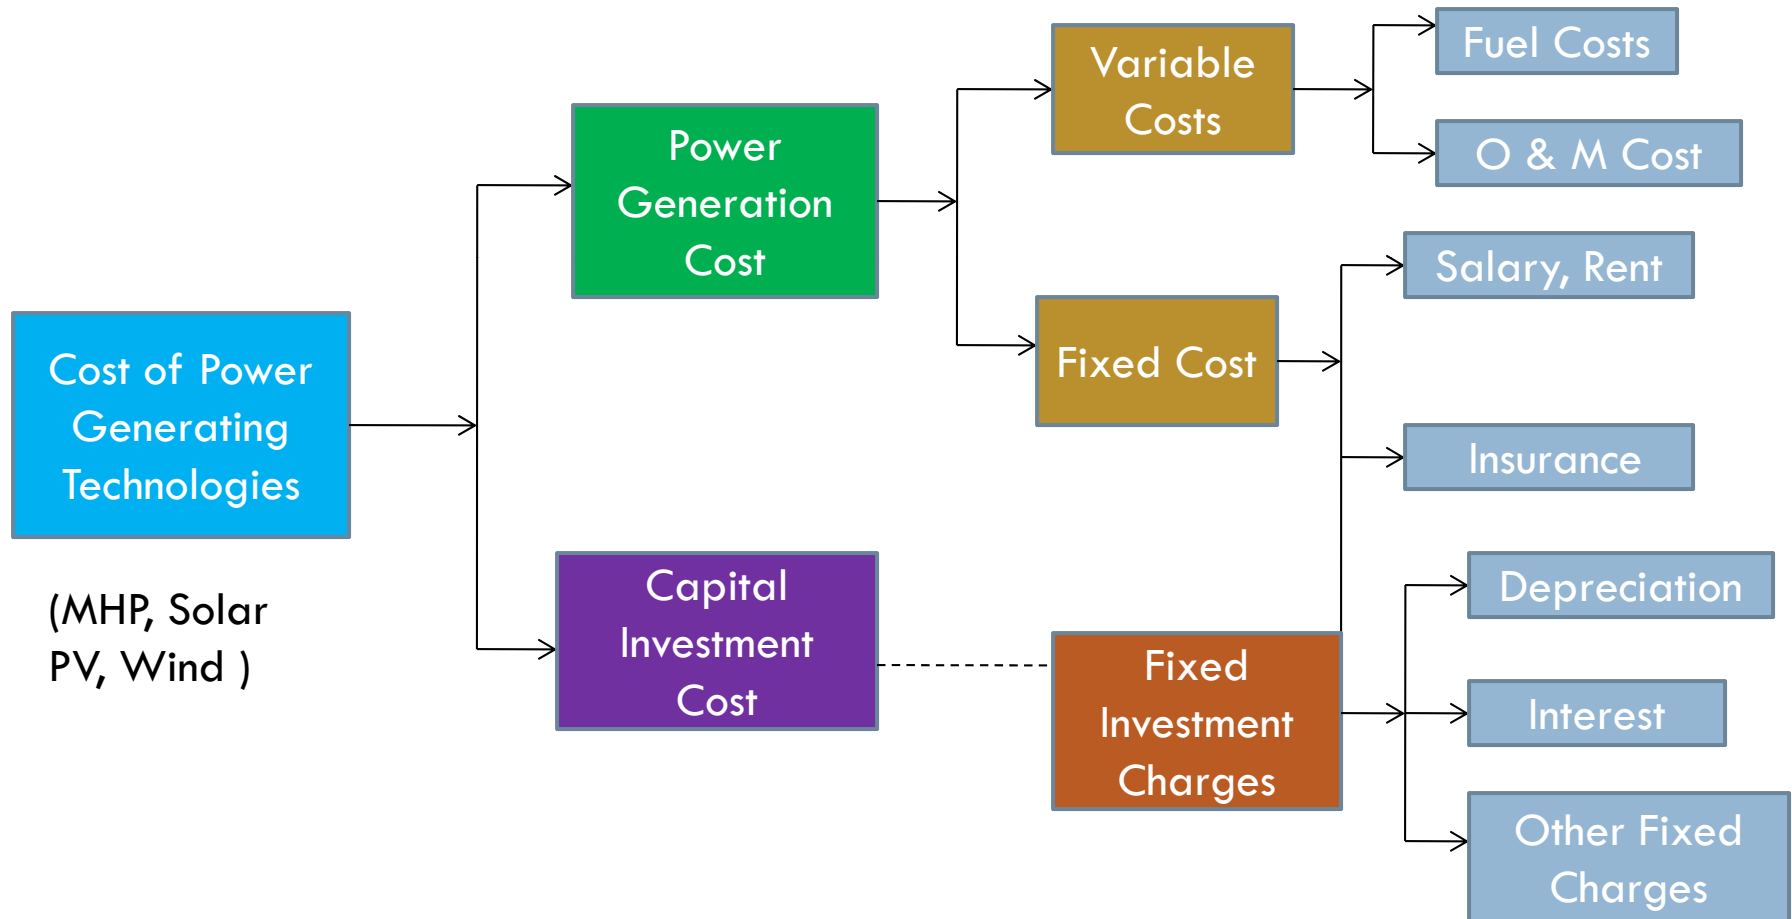 Cost of Power
Generating
Technologies
(MHP, Solar
PV, Wind )
Power
Generation
Cost
Capital
Investment
Cost
Variable
Costs
Fixed Cost
Fixed
Investment
Charges
Fuel Costs
O & M Cost
Salary, Rent
Insurance
Depreciation
Interest
Other Fixed
Charges